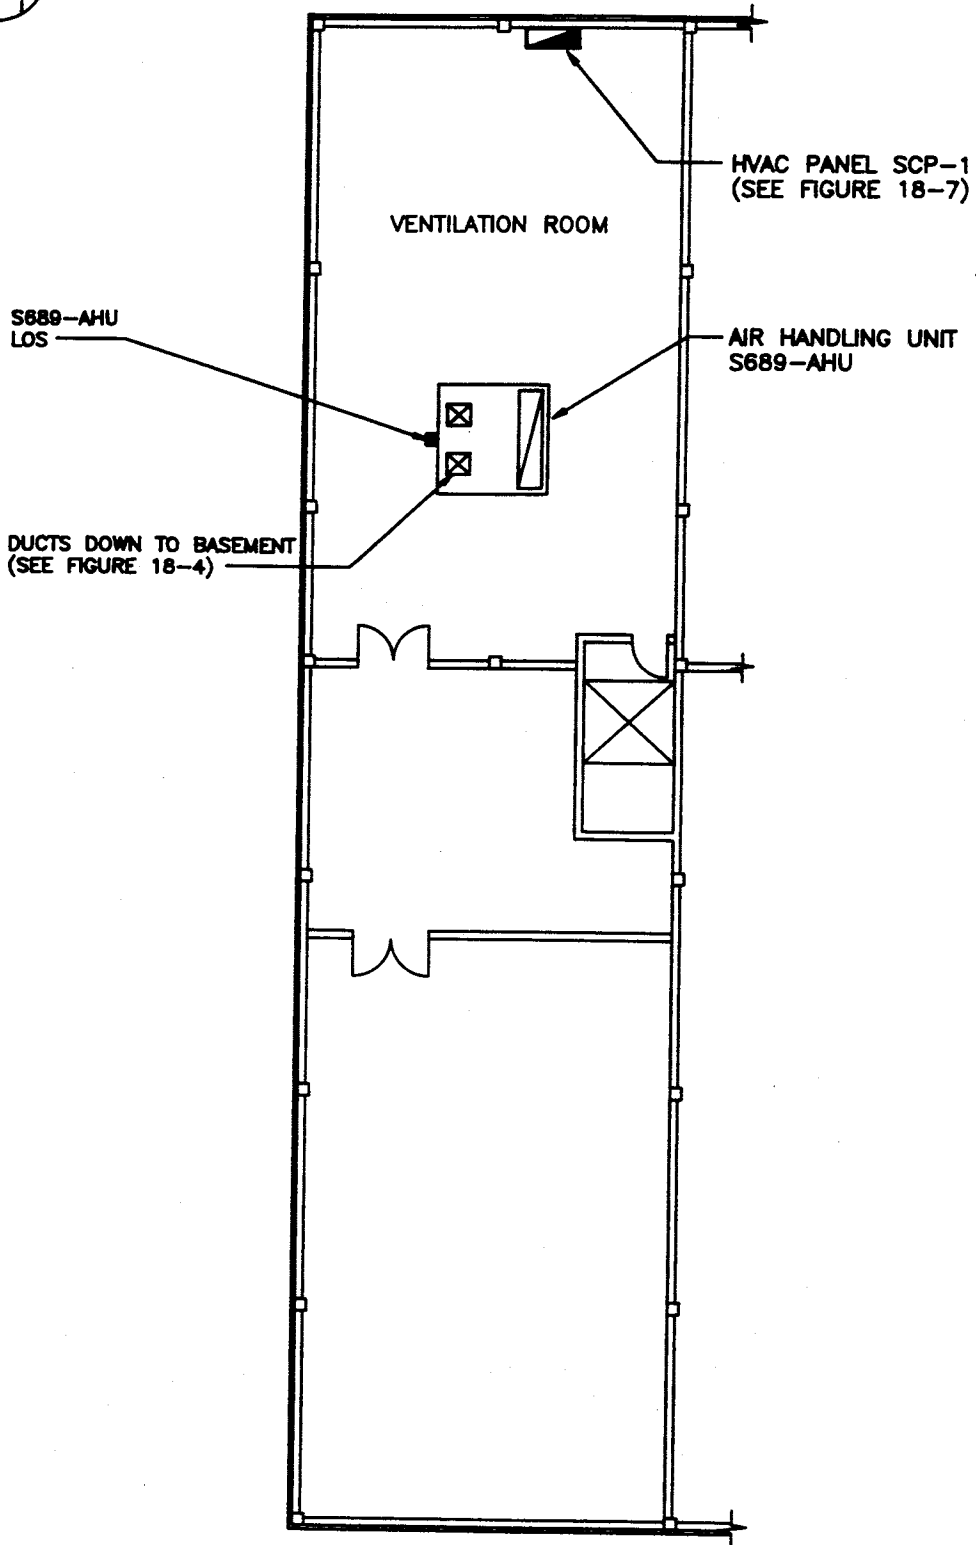 HVAC PANEL SCP-1
(SEE FIGURE 18-7)
VENTILATION ROOM
S689-AHU
LOS
AIR HANDLING UNIT
S689-AHU
DUCTS DOWN TO BASEMENT
(SEE FIGURE 18-4)